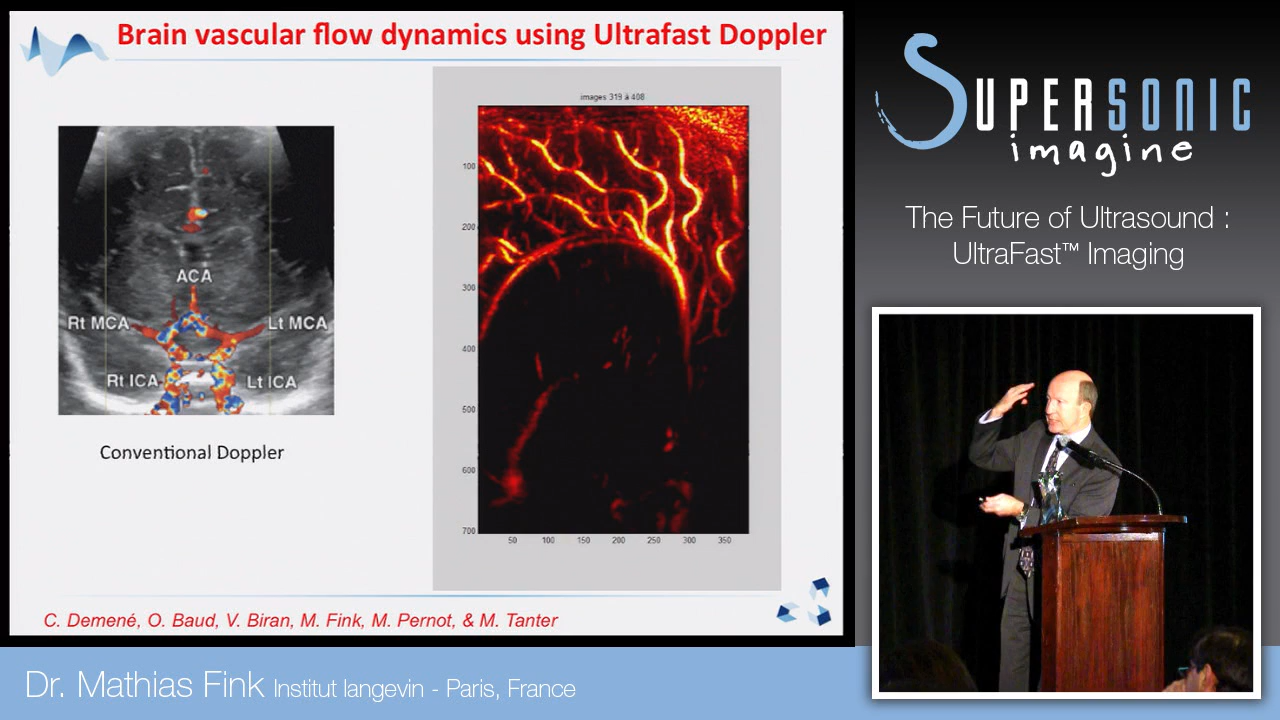 Brain vascular flow dynamics using Ultrafast Doppler
images 319 à 408
100
200
300
400
500
600
700
50 100 150 200 250 300 350
ACA
Rt MCA
Lt MCA
Rt ICA
Lt ICA
Conventional Doppler
C. Demené, O. Baud, V. Biran, M. Fink, M. Pernot, & M. Tanter
SUPERSONIC
imagine
The Future of Ultrasound :
UltraFast™ Imaging
Dr. Mathias Fink Institut langevin - Paris, France